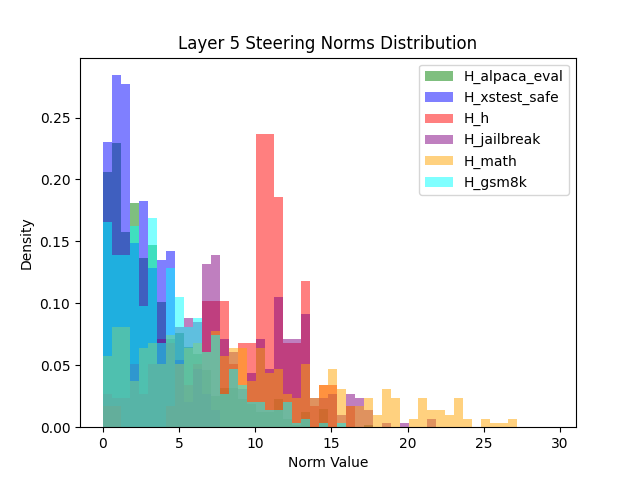 Layer 5 Steering Norms Distribution
H_alpaca_eval
H_xstest_safe
H_h
H_jailbreak
H_math
H_gsm8k
Density
0.25
0.20
0.15
0.10
0.05
0.00
0 5 10 15 20 25 30
Norm Value